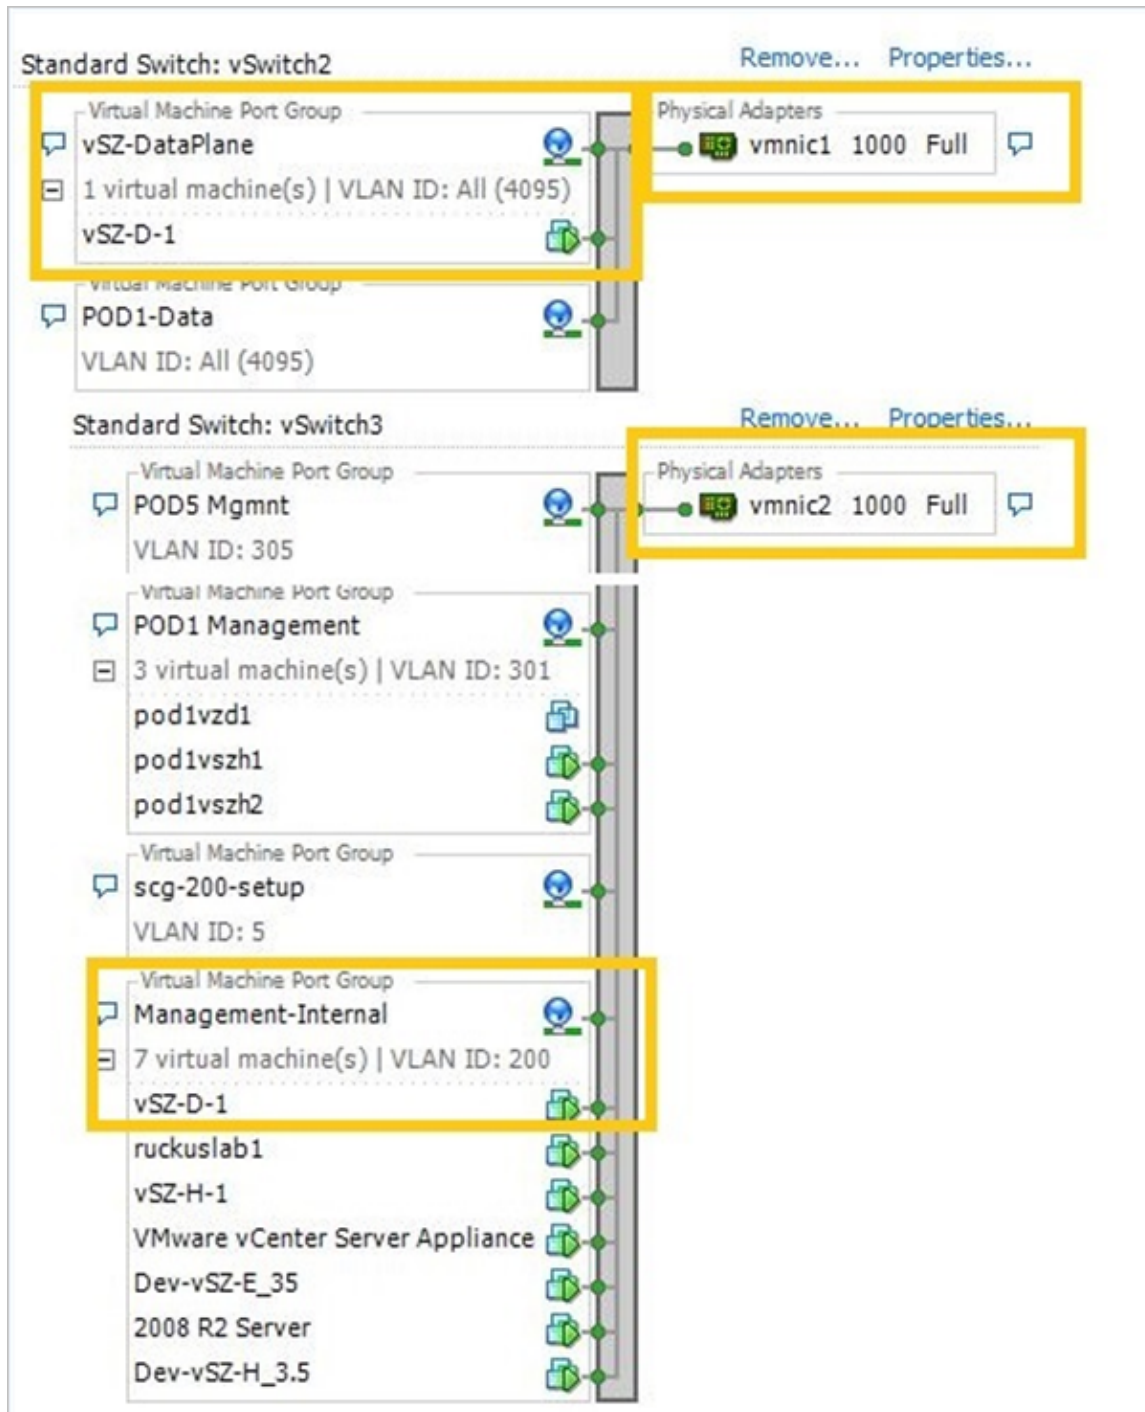 Standard Switch: vSwitch2 Remove... Properties...
Virtual Machine Port Group
vSZ-DataPlane
1 virtual machine(s) | VLAN ID: All (4095)
vSZ-D-1
Physical Adapters
vmnic1 1000 Full
Virtual Machine Port Group
POD1-Data
VLAN ID: All (4095)
Standard Switch: vSwitch3 Remove... Properties...
Virtual Machine Port Group
POD5 Mgmnt
VLAN ID: 305
Physical Adapters
vmnic2 1000 Full
Virtual Machine Port Group
POD1 Management
3 virtual machine(s) | VLAN ID: 301
pod1vzd1
pod1vszh1
pod1vszh2
Virtual Machine Port Group
scg-200-setup
VLAN ID: 5
Virtual Machine Port Group
Management-Internal
7 virtual machine(s) | VLAN ID: 200
vSZ-D-1
ruckuslab1
vSZ-H-1
VMware vCenter Server Appliance
Dev-vSZ-E_35
2008 R2 Server
Dev-vSZ-H_3.5